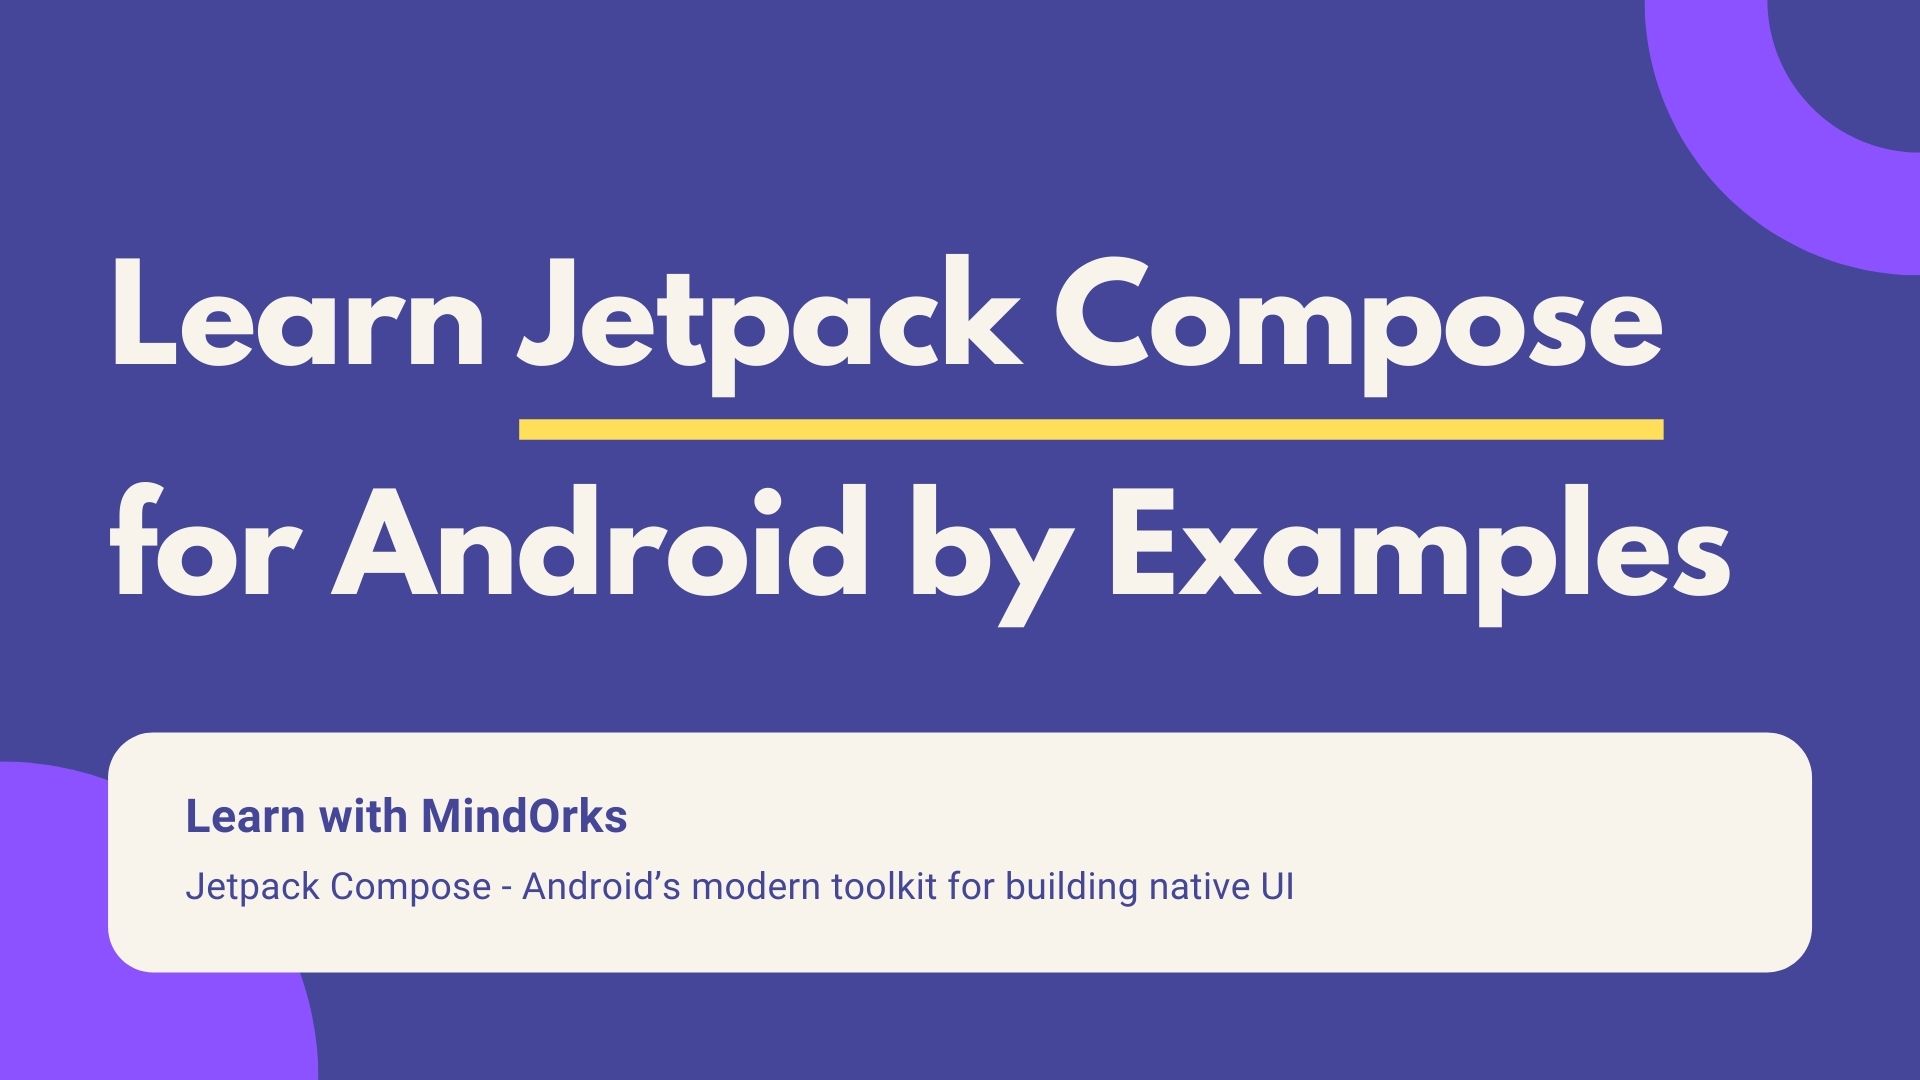 Learn Jetpack Compose
for Android by Examples
Learn with MindOrks
Jetpack Compose - Android’s modern toolkit for building native UI